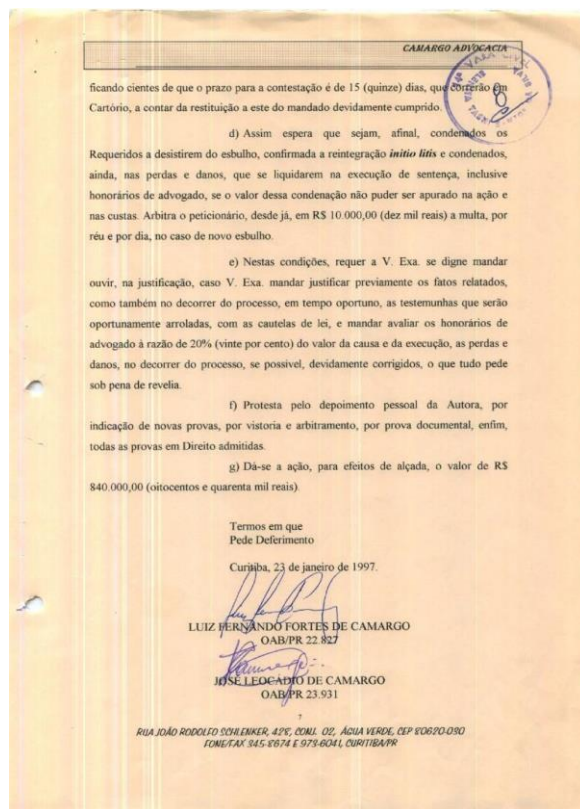 CAMARGO ADVOCACIA
ficando cientes de que o prazo para a contestação é de 15 (quinze) dias, que correrão em
Cartório, a contar da restituição a este do mandado devidamente cumprido.
d) Assim espera que sejam, afinal, condenados os
Requeridos a desistirem do esbulho, confirmada a reintegração initio litis e condenados,
ainda, nas perdas e danos, que se liquidarem na execução de sentença, inclusive
honorários de advogado, se o valor dessa condenação não puder ser apurado na ação e
nas custas. Arbitra o peticionário, desde já, em R$ 10.000,00 (dez mil reais) a multa, por
réu e por dia, no caso de novo esbulho.
e) Nestas condições, requer a V. Exa. se digne mandar
ouvir, na justificação, caso V. Exa. mandar justificar previamente os fatos relatados,
como também no decorrer do processo, em tempo oportuno, as testemunhas que serão
oportunamente arroladas, com as cautelas de lei, e mandar avaliar os honorários de
advogado à razão de 20% (vinte por cento) do valor da causa e da execução, as perdas e
danos, no decorrer do processo, se possivel, devidamente corrigidos, o que tudo pede
sob pena de revelia.
f) Protesta pelo depoimento pessoal da Autora, por
indicação de novas provas, por vistoria e arbitramento, por prova documental, enfim,
todas as provas em Direito admitidas.
g) Dá-se a ação, para efeitos de alçada, o valor de R$
840.000,00 (oitocentos e quarenta mil reais).
Termos em que
Pede Deferimento
Curitiba, 23 de janeiro de 1997.
LUIZ FERNANDO FORTES DE CAMARGO
OAB/PR 22.827
JOSÉ LEOCÁDIO DE CAMARGO
OAB/PR 23.931
7
RUA JOÃO RODOLFO SCHLENKER, 428, CONJ. 02, ÁGUA VERDE, CEP 80620-030
FONE/FAX 345-8674 E 973-6041, CURITIBA/PR